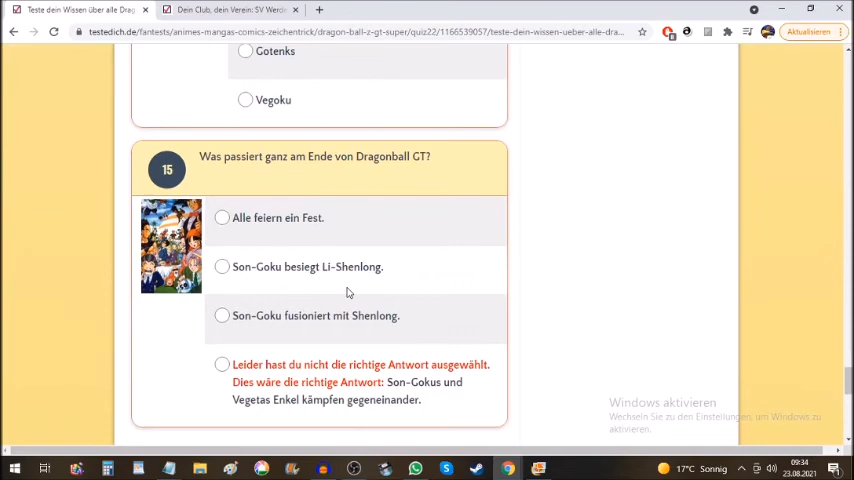 Teste dein Wissen über alle Drag
Dein Club, dein Verein: SV Werde
testedich.de/fantests/animes-mangas-comics-zeichentrick/dragon-ball-z-gt-super/quiz22/1166539057/teste-dein-wissen-ueber-alle-dra...
Aktualisieren
Gotenks
Vegoku
15
Was passiert ganz am Ende von Dragonball GT?
Alle feiern ein Fest.
Son-Goku besiegt Li-Shenlong.
Son-Goku fusioniert mit Shenlong.
Leider hast du nicht die richtige Antwort ausgewählt.
Dies wäre die richtige Antwort: Son-Gokus und
Vegetas Enkel kämpfen gegeneinander.
Windows aktivieren
Wechseln Sie zu den Einstellungen, um Windows zu
aktivieren.
17°C Sonnig
09:34
23.08.2021